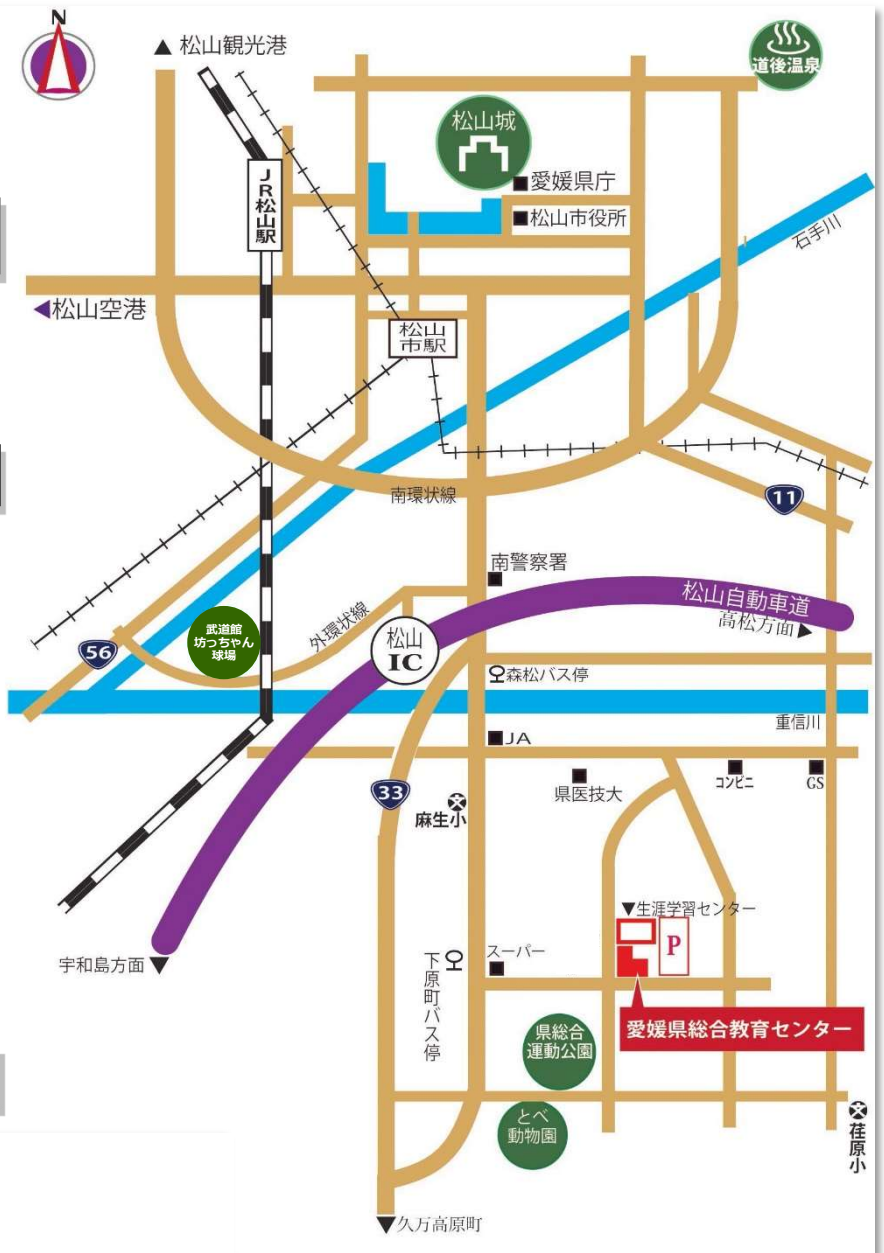 N
▲ 松山観光港
道後温泉
松山城
JR松山駅
■愛媛県庁
■松山市役所
石手川
◀松山空港
松山
市駅
南環状線
11
南警察署
松山自動車道
高松方面▶
外環状線
武道館
坊っちゃん
球場
松山
IC
56
森松バス停
重信川
■JA
33
県医技大
コンビニ
GS
麻生小
▼生涯学習センター
P
スーパー
下原町バス停
宇和島方面▼
愛媛県総合教育センター
県総合
運動公園
とべ
動物園
荏原小
▼久万高原町